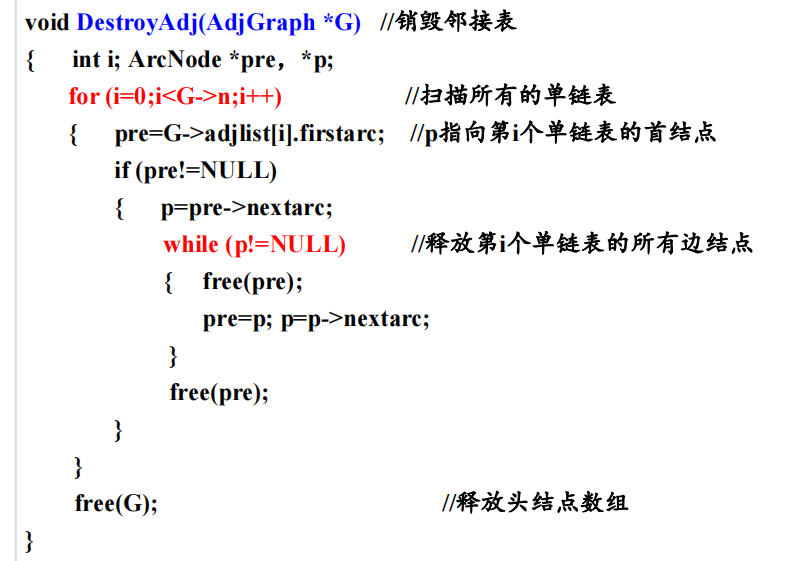 void DestroyAdj(AdjGraph *G) //销毁邻接表
{ int i; ArcNode *pre，*p;
for (i=0;i<G->n;i++) //扫描所有的单链表
{ pre=G->adjlist[i].firstarc; //p指向第i个单链表的首结点
if (pre!=NULL)
{ p=pre->nextarc;
while (p!=NULL) //释放第i个单链表的所有边结点
{ free(pre);
pre=p; p=p->nextarc;
}
free(pre);
}
}
free(G); //释放头结点数组
}